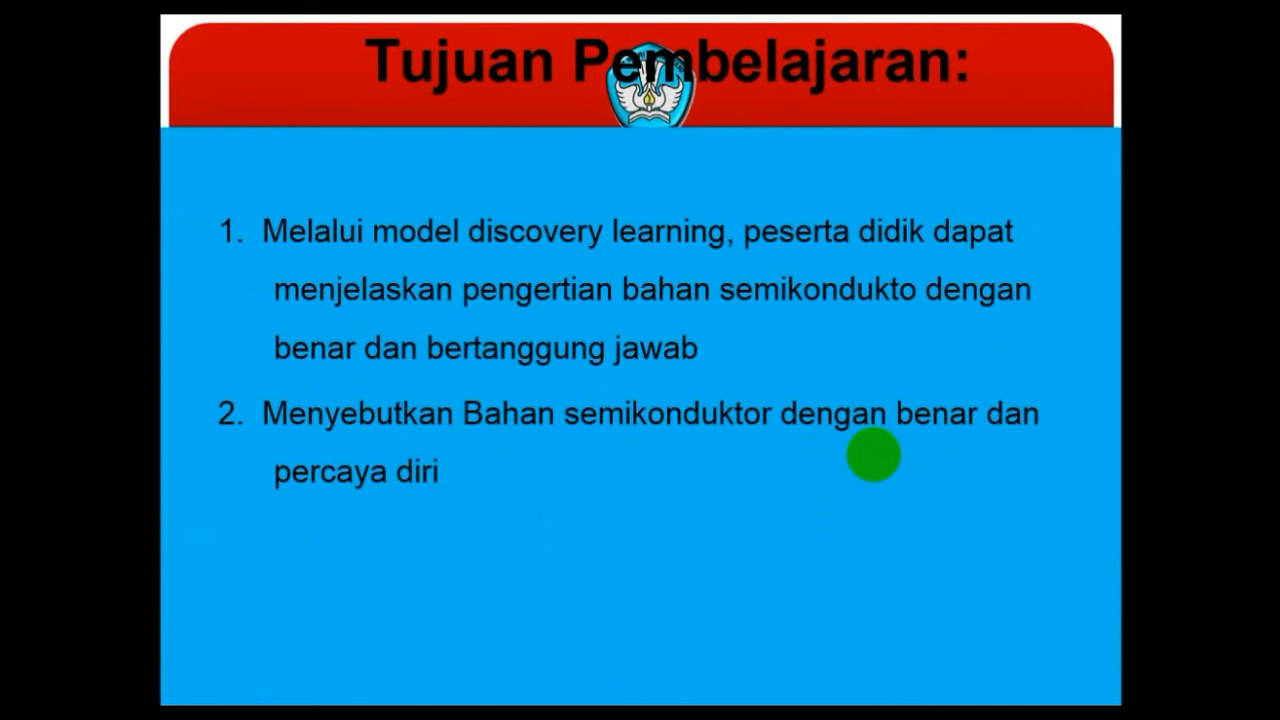 Tujuan Pembelajaran:
1. Melalui model discovery learning, peserta didik dapat
menjelaskan pengertian bahan semikondukto dengan
benar dan bertanggung jawab
2. Menyebutkan Bahan semikonduktor dengan benar dan
percaya diri